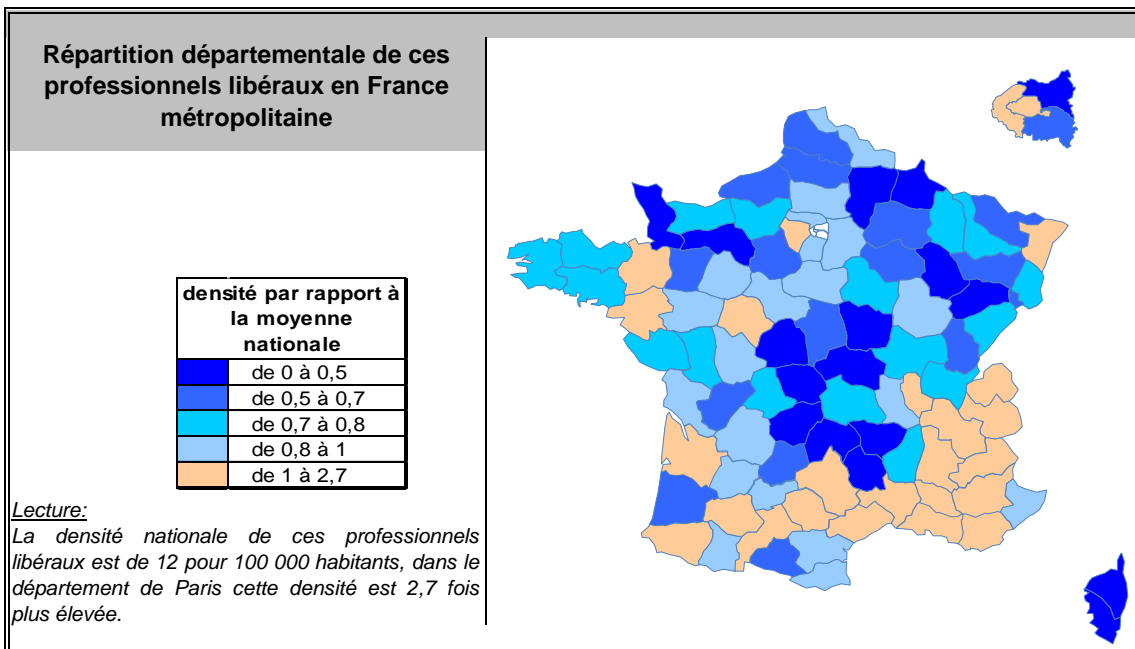 Répartition départementale de ces
professionnels libéraux en France
métropolitaine
densité par rapport à
la moyenne
nationale
de 0 à 0,5
de 0,5 à 0,7
de 0,7 à 0,8
de 0,8 à 1
de 1 à 2,7
Lecture:
La densité nationale de ces professionnels
libéraux est de 12 pour 100 000 habitants, dans le
département de Paris cette densité est 2,7 fois
plus élevée.